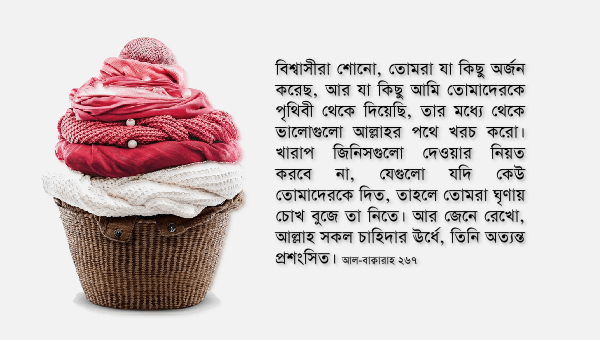 বিশ্বাসীরা শোনো, তোমরা যা কিছু অর্জন
করেছ, আর যা কিছু আমি তোমাদেরকে
পৃথিবী থেকে দিয়েছি, তার মধ্যে থেকে
ভালোগুলো আল্লাহর পথে খরচ করো।
খারাপ জিনিসগুলো দেওয়ার নিয়ত
করবে না, যেগুলো যদি কেউ
তোমাদেরকে দিত, তাহলে তোমরা ঘৃণায়
চোখ বুজে তা নিতে। আর জেনে রেখো,
আল্লাহ সকল চাহিদার ঊর্ধে, তিনি অত্যন্ত
প্রশংসিত। আল-বাক্বারাহ ২৬৭